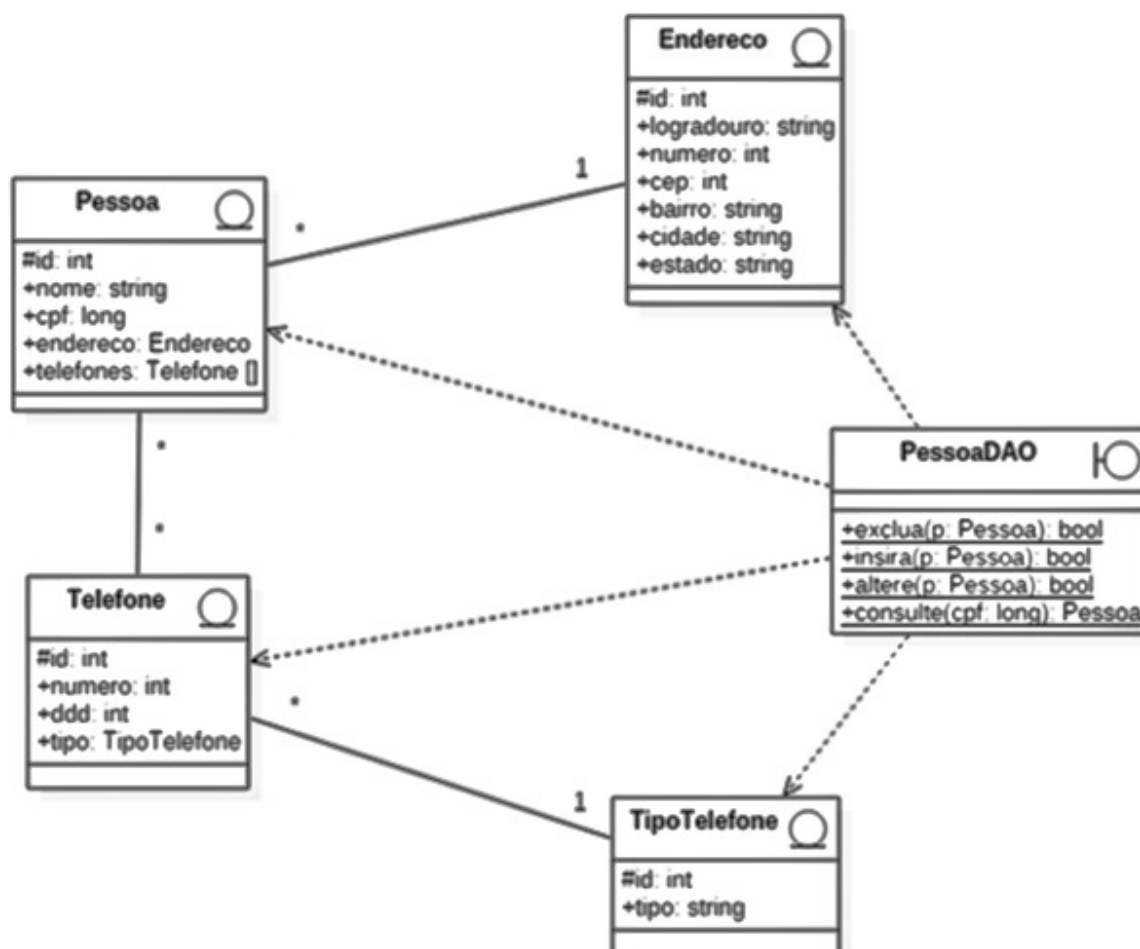 Endereco
#id: int
+logradouro: string
+numero: int
+cep: int
+bairro: string
+cidade: string
+estado: string
1
*
Pessoa
#id: int
+nome: string
+cpf: long
+endereco: Endereco
+telefones: Telefone []
*
*
PessoaDAO
+exclua(p: Pessoa): bool
+insira(p: Pessoa): bool
+altere(p: Pessoa): bool
+consulte(cpf: long): Pessoa
Telefone
#id: int
+numero: int
+ddd: int
+tipo: TipoTelefone
*
1
TipoTelefone
#id: int
+tipo: string